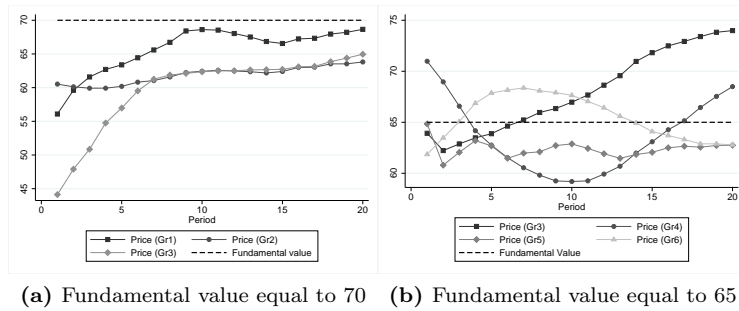 70
65
60
55
50
45
0 5 10 15 20
Period
Price (Gr1) Price (Gr2)
Price (Gr3) Fundamental value
75
70
65
60
0 5 10 15 20
Period
Price (Gr3) Price (Gr4)
Price (Gr5) Price (Gr6)
Fundamental Value
(a) Fundamental value equal to 70 (b) Fundamental value equal to 65